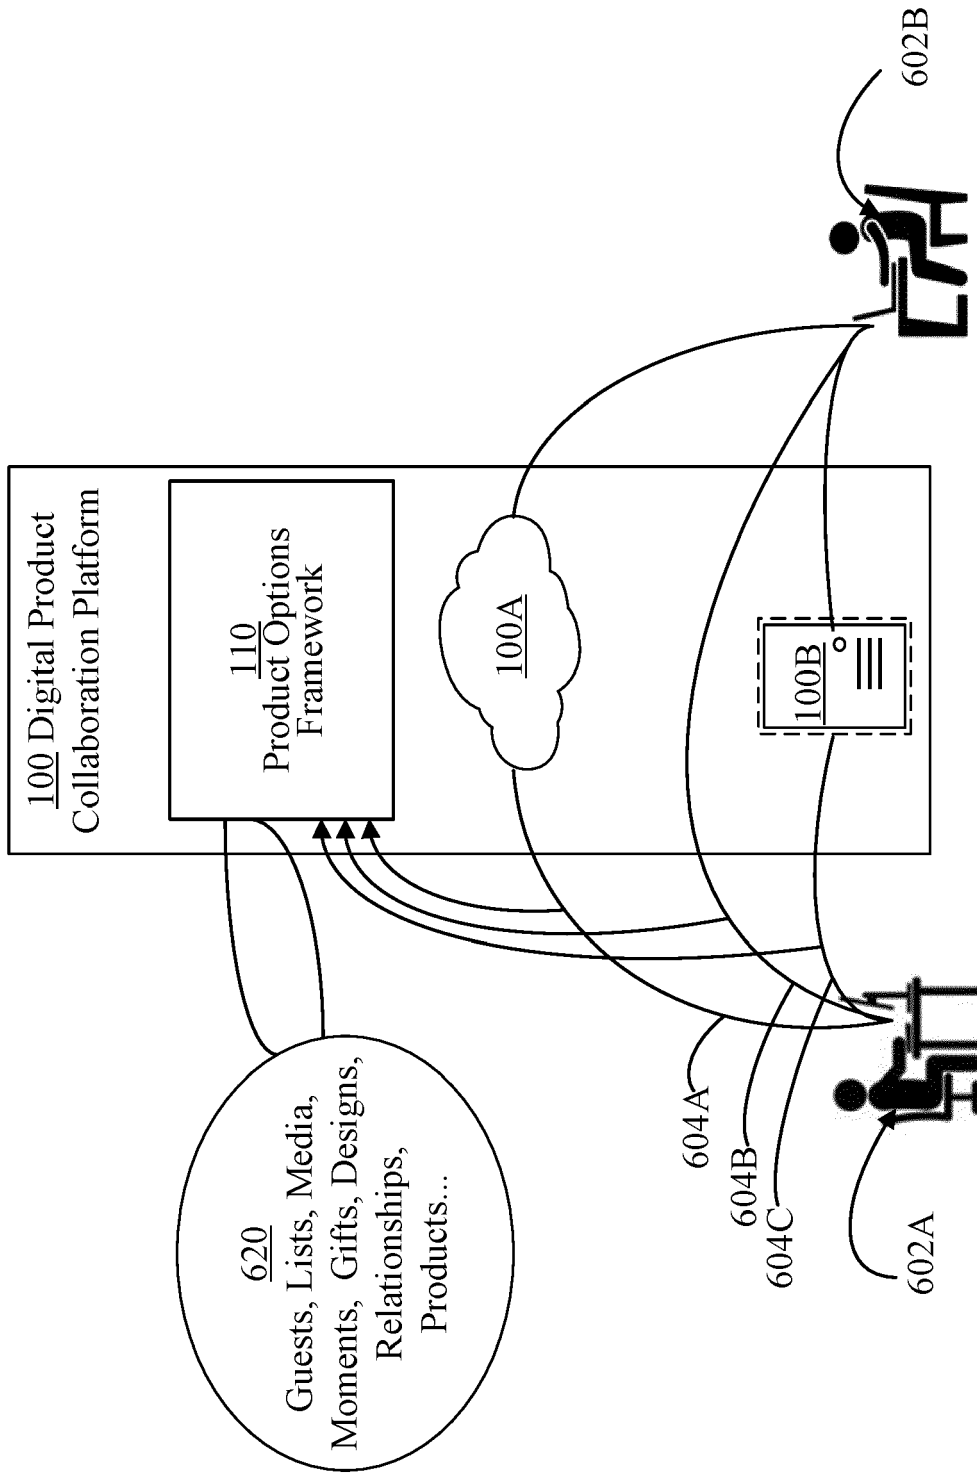 100 Digital Product
Collaboration Platform
110
Product Options
Framework
620
Guests, Lists, Media,
Moments, Gifts, Designs,
Relationships,
Products...
100A
100B
604A
604B
604C
602A
602B